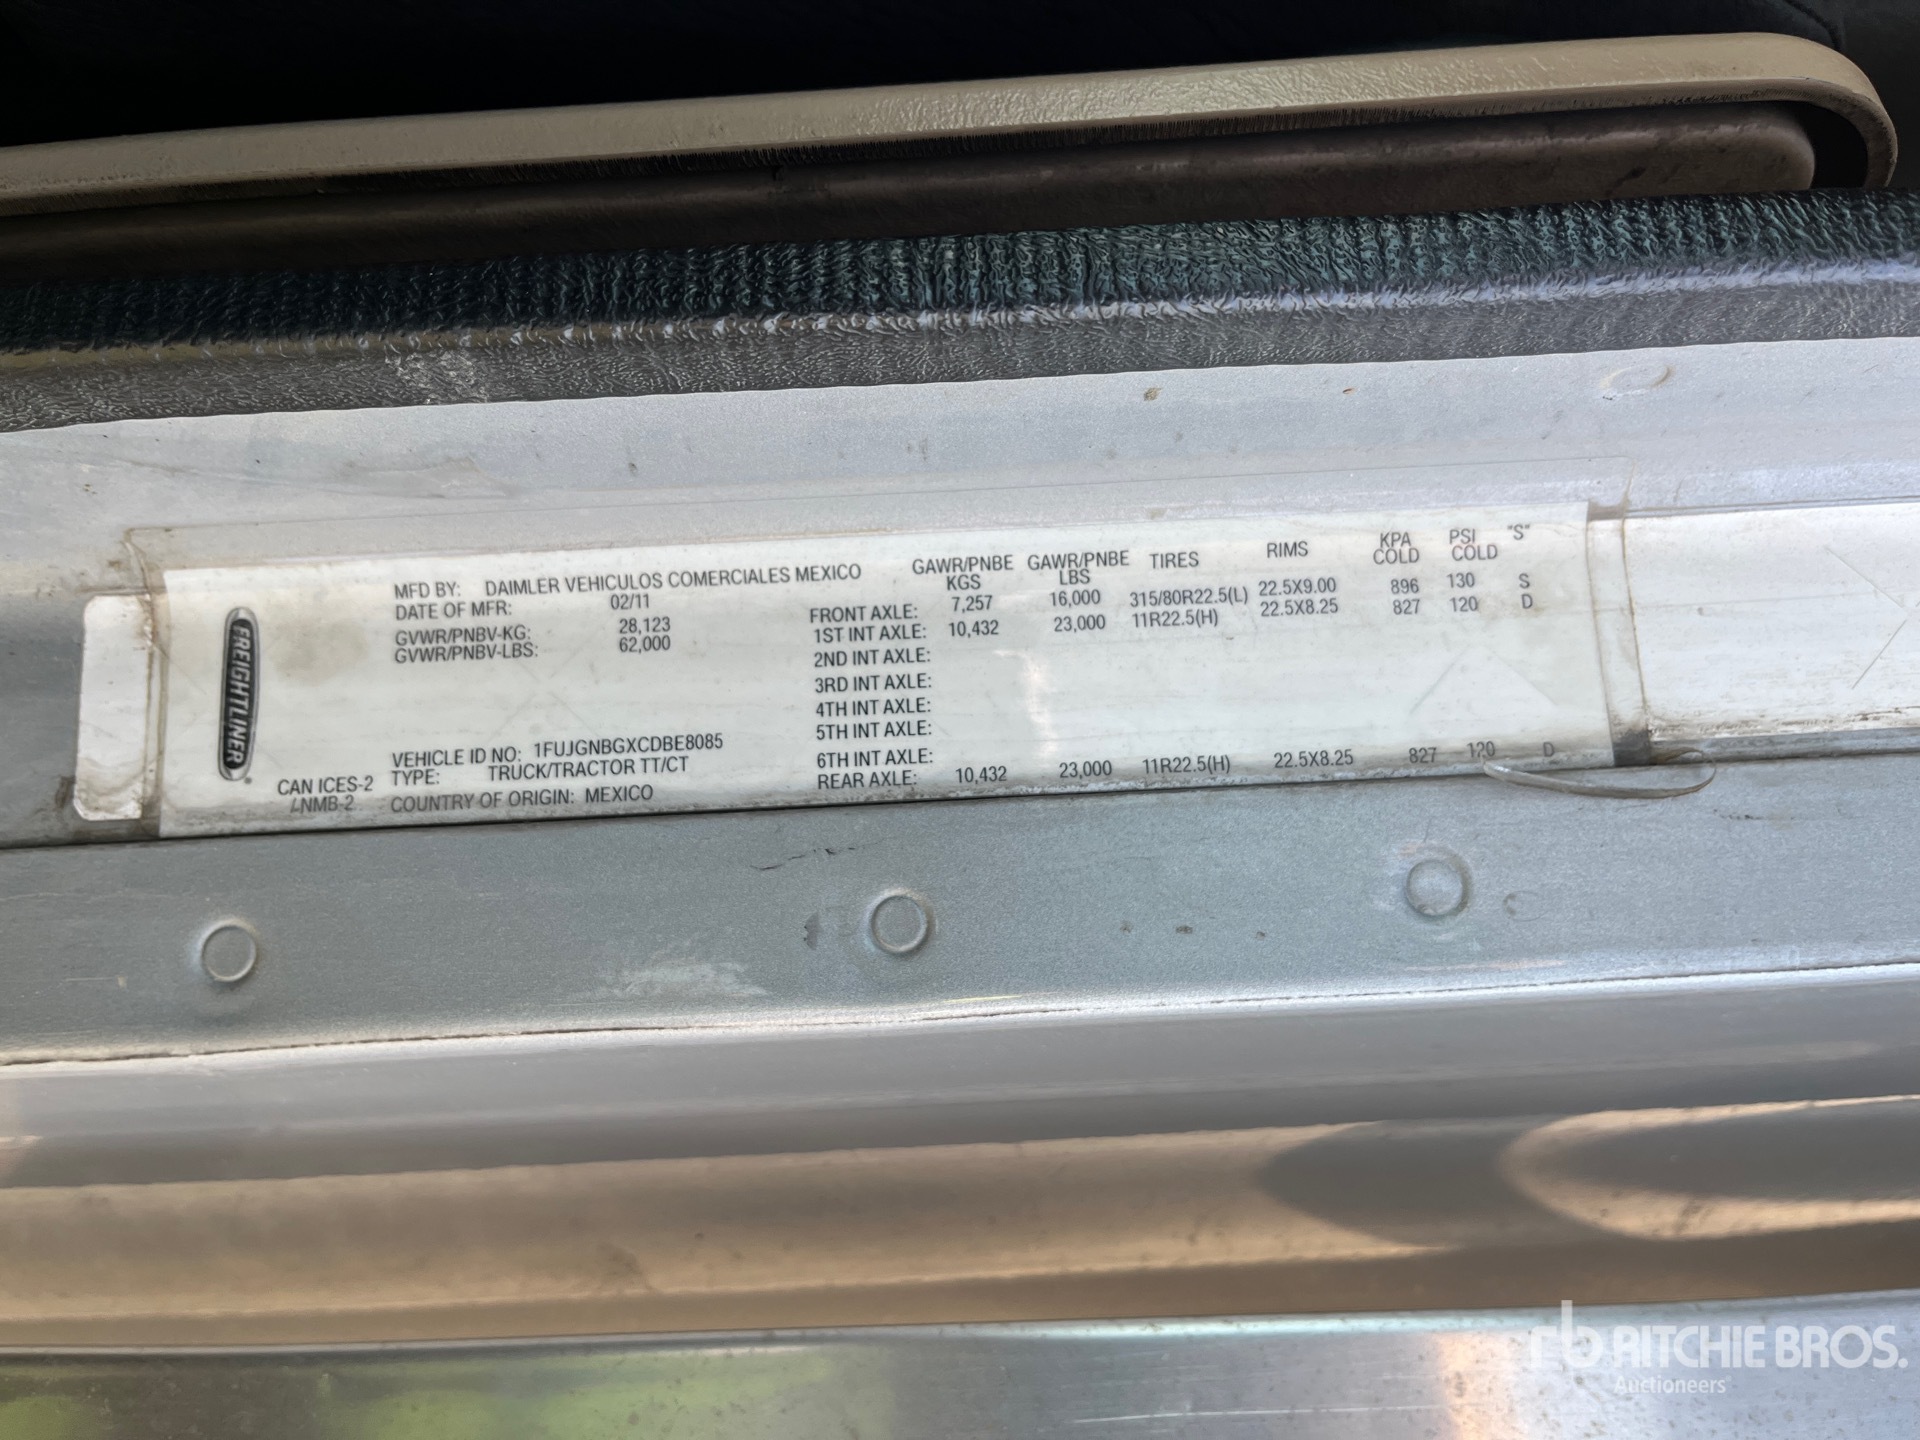 FREIGHTLINER
MFD BY: DAIMLER VEHICULOS COMERCIALES MEXICO
DATE OF MFR: 02/11
GVWR/PNBV-KG: 28,123
GVWR/PNBV-LBS: 62,000
VEHICLE ID NO: 1FUJGNBGXCDBE8085
TYPE: TRUCK/TRACTOR TT/CT
COUNTRY OF ORIGIN: MEXICO
CAN ICES-2
/NMB-2
GAWR/PNBE KGS GAWR/PNBE LBS TIRES RIMS KPA COLD PSI COLD "S"
FRONT AXLE: 7,257 16,000 315/80R22.5(L) 22.5X9.00 896 130 S
1ST INT AXLE: 10,432 23,000 11R22.5(H) 22.5X8.25 827 120 D
2ND INT AXLE:
3RD INT AXLE:
4TH INT AXLE:
5TH INT AXLE:
6TH INT AXLE:
REAR AXLE: 10,432 23,000 11R22.5(H) 22.5X8.25 827 120 D
rb RITCHIE BROS.
Auctioneers